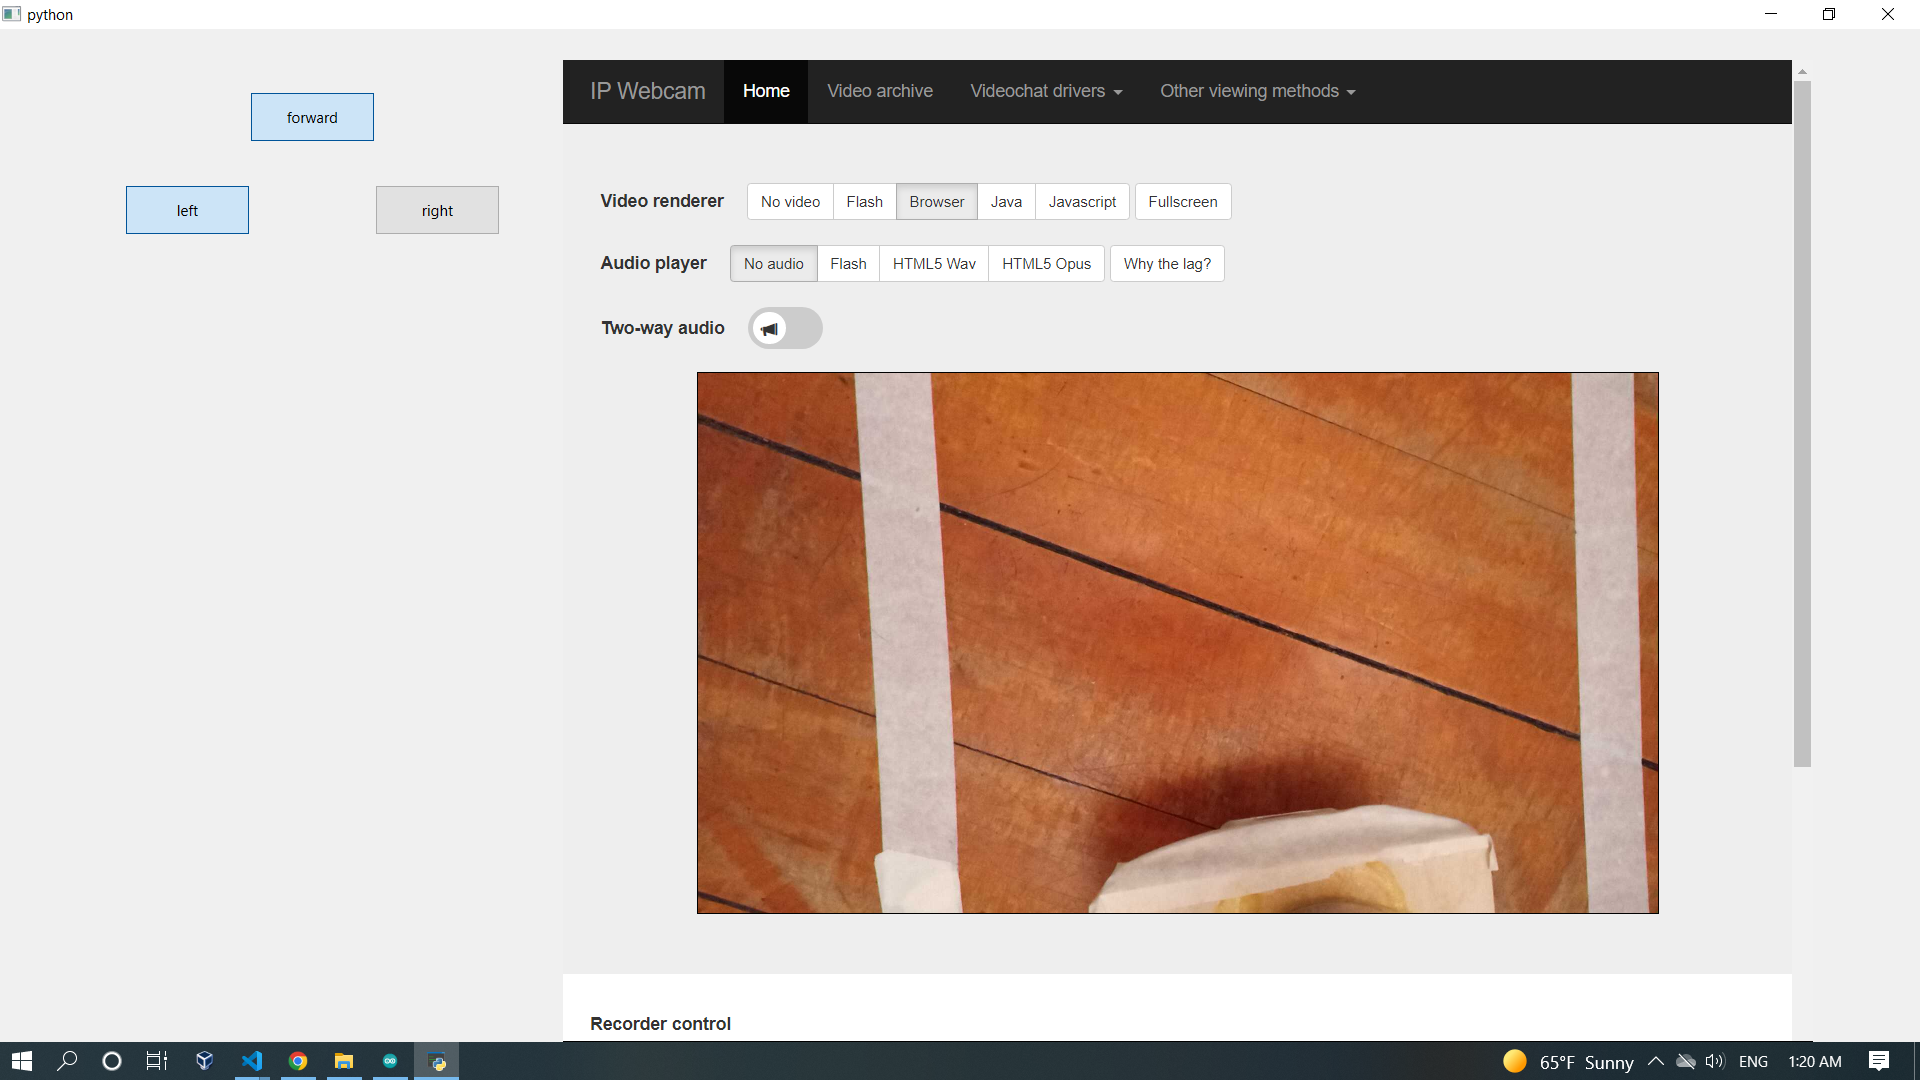 python
forward
left
right
IP Webcam Home Video archive Videochat drivers Other viewing methods
Video renderer No video Flash Browser Java Javascript Fullscreen
Audio player No audio Flash HTML5 Wav HTML5 Opus Why the lag?
Two-way audio
Recorder control
65°F Sunny ENG 1:20 AM